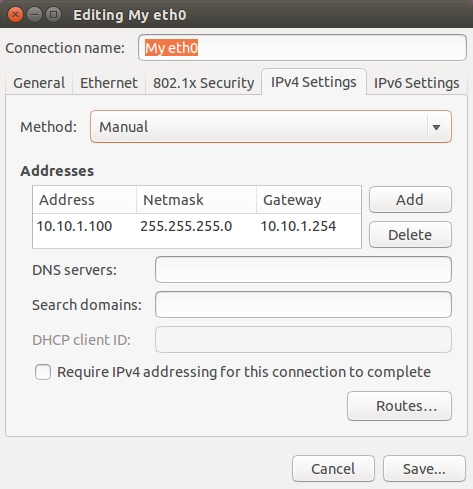 Editing My eth0
Connection name: My eth0
General Ethernet 802.1x Security IPv4 Settings IPv6 Settings
Method: Manual
Addresses
Address Netmask Gateway Add
10.10.1.100 255.255.255.0 10.10.1.254
Delete
DNS servers:
Search domains:
DHCP client ID:
Require IPv4 addressing for this connection to complete
Routes...
Cancel Save...